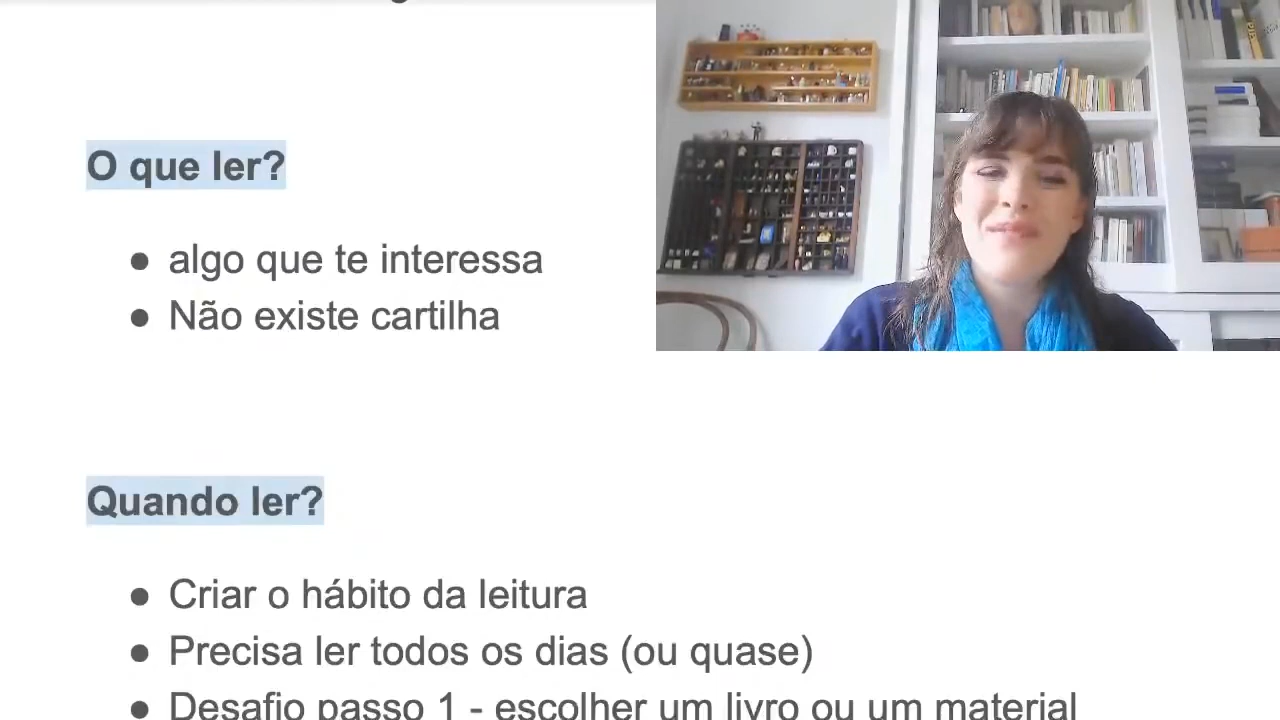 O que ler?
● algo que te interessa
● Não existe cartilha
Quando ler?
● Criar o hábito da leitura
● Precisa ler todos os dias (ou quase)
● Desafio passo 1 - escolher um livro ou um material